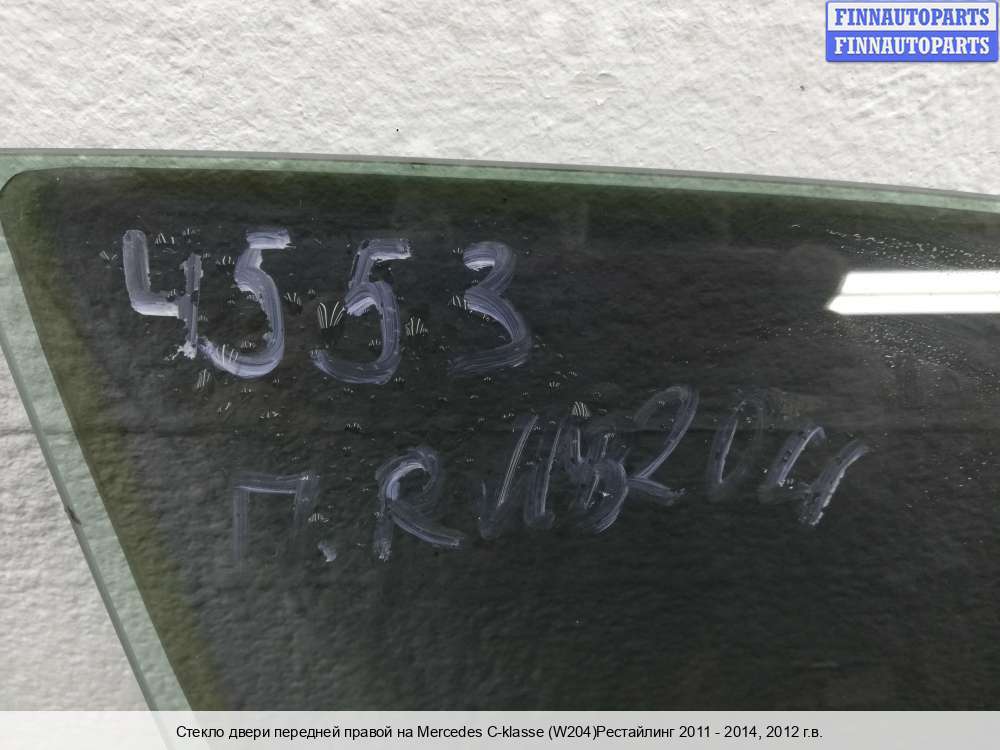 FINNAUTOPARTS
FINNAUTOPARTS
4553
П.R W204
Стекло двери передней правой на Mercedes C-klasse (W204)Рестайлинг 2011 - 2014, 2012 г.в.